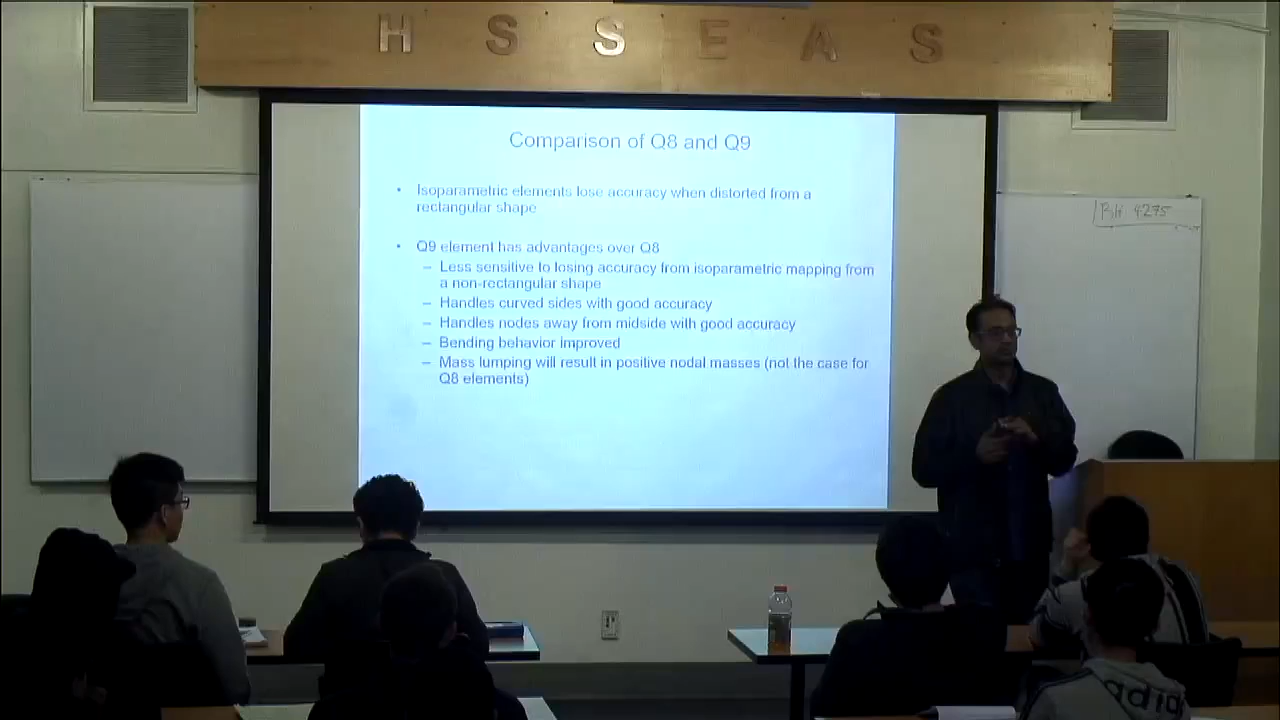 H S S E A S
Comparison of Q8 and Q9
• Isoparametric elements lose accuracy when distorted from a
rectangular shape
• Q9 element has advantages over Q8
– Less sensitive to losing accuracy from isoparametric mapping from
a non-rectangular shape
– Handles curved sides with good accuracy
– Handles nodes away from midside with good accuracy
– Bending behavior improved
– Mass lumping will result in positive nodal masses (not the case for
Q8 elements)
BH 4275
adidas